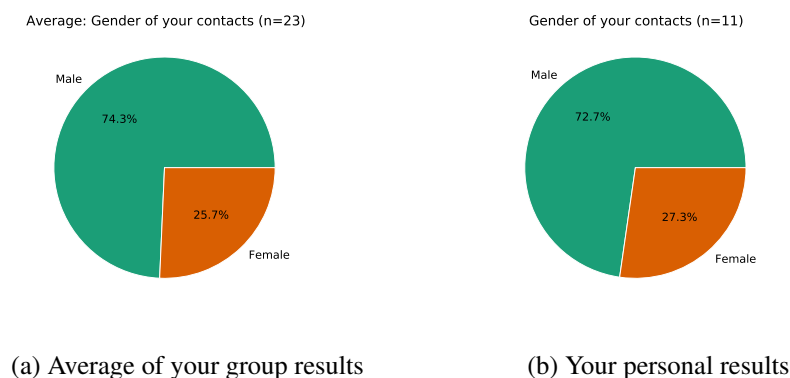 Average: Gender of your contacts (n=23)
Male
74.3%
25.7%
Female
(a) Average of your group results
Gender of your contacts (n=11)
Male
72.7%
27.3%
Female
(b) Your personal results